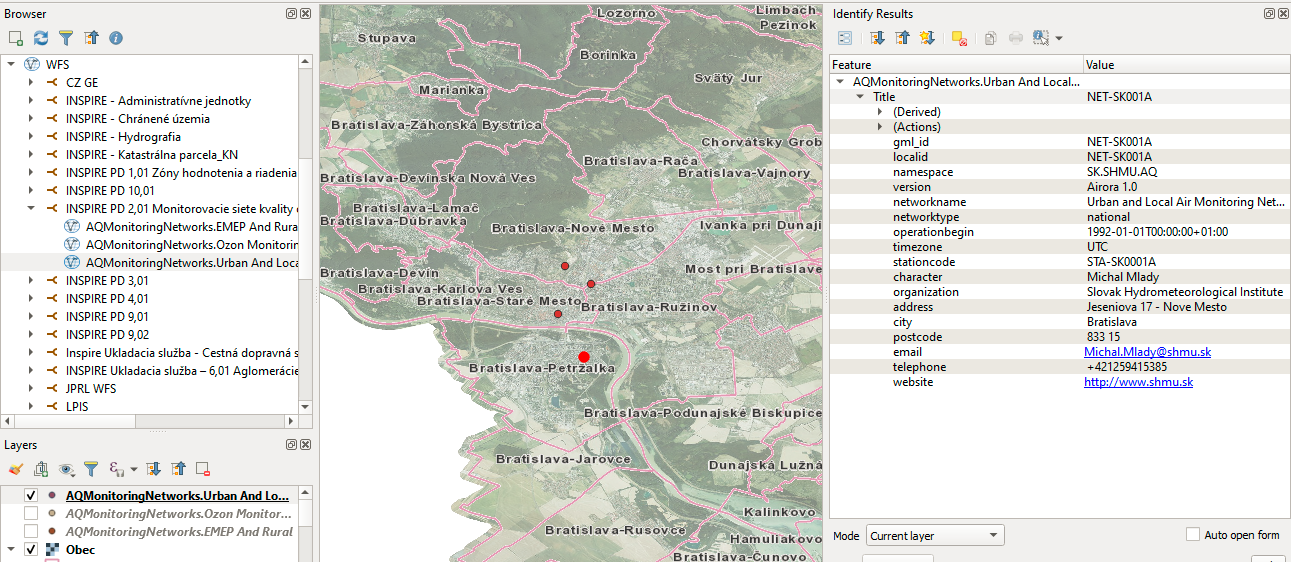 Browser
WFS
CZ GE
INSPIRE - Administratívne jednotky
INSPIRE - Chránené územia
INSPIRE - Hydrografia
INSPIRE - Katastrálna parcela_KN
INSPIRE PD 1,01 Zóny hodnotenia a riadenia
INSPIRE PD 10,01
INSPIRE PD 2,01 Monitorovacie siete kvality
AQMonitoringNetworks.EMEP And Rura
AQMonitoringNetworks.Ozon Monitorin
AQMonitoringNetworks.Urban And Loca
INSPIRE PD 3,01
INSPIRE PD 4,01
INSPIRE PD 9,01
INSPIRE PD 9,02
Inspire Ukladacia služba - Cestná dopravná s
INSPIRE Ukladacia služba – 6,01 Aglomerácie
JPRL WFS
LPIS
Layers
AQMonitoringNetworks.Urban And Lo...
AQMonitoringNetworks.Ozon Monitor...
AQMonitoringNetworks.EMEP And Rural
Obec
Lozorno
Limbach
Pezinok
Stupava
Borinka
Svätý Jur
Marianka
Bratislava-Záhorská Bystrica
Chorvátsky Grob
Bratislava-Rača
Bratislava-Vajnory
Bratislava-Devínska Nová Ves
Bratislava-Lamač
Bratislava-Dúbravka
Bratislava-Nové Mesto
Ivanka pri Dunaji
Bratislava-Devín
Most pri Bratislave
Bratislava-Karlova Ves
Bratislava-Staré Mesto
Bratislava-Ružinov
Bratislava-Petržalka
Bratislava-Podunajské Biskupice
Bratislava-Jarovce
Dunajská Lužná
Kalinkovo
Bratislava-Rusovce
Hamuliakovo
Bratislava-Čunovo
Identify Results
Feature Value
AQMonitoringNetworks.Urban And Local...
Title NET-SK001A
(Derived)
(Actions)
gml_id NET-SK001A
localid NET-SK001A
namespace SK.SHMU.AQ
version Airora 1.0
networkname Urban and Local Air Monitoring Net...
networktype national
operationbegin 1992-01-01T00:00:00+01:00
timezone UTC
stationcode STA-SK0001A
character Michal Mlady
organization Slovak Hydrometeorological Institute
address Jeseniova 17 - Nove Mesto
city Bratislava
postcode 833 15
email Michal.Mlady@shmu.sk
telephone +421259415385
website http://www.shmu.sk
Mode Current layer Auto open form